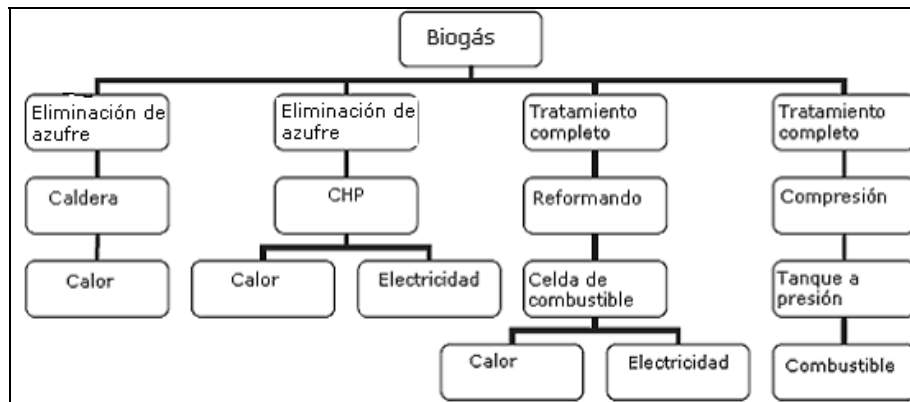 Biogás
Eliminación de
azufre
Eliminación de
azufre
Tratamiento
completo
Tratamiento
completo
Caldera
CHP
Reformando
Compresión
Calor
Calor
Electricidad
Celda de
combustible
Tanque a
presión
Calor
Electricidad
Combustible